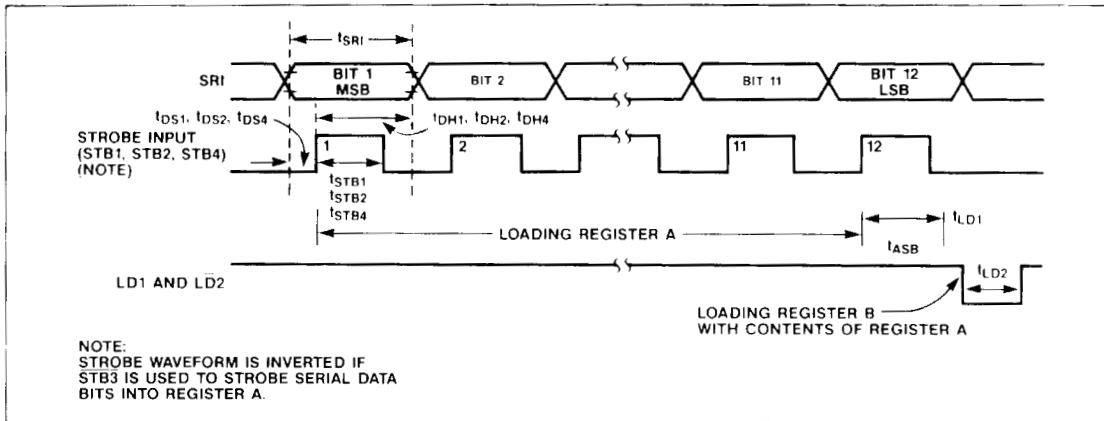 tSRI
SRI
BIT 1
MSB
BIT 2
BIT 11
BIT 12
LSB
tDS1, tDS2, tDS4
tDH1, tDH2, tDH4
STROBE INPUT
(STB1, STB2, STB4)
(NOTE)
1
2
11
12
tSTB1
tSTB2
tSTB4
LOADING REGISTER A
tLD1
tASB
LD1 AND L̅D̅2
tLD2
LOADING REGISTER B
WITH CONTENTS OF REGISTER A
NOTE:
STROBE WAVEFORM IS INVERTED IF
S̅T̅B̅3̅ IS USED TO STROBE SERIAL DATA
BITS INTO REGISTER A.